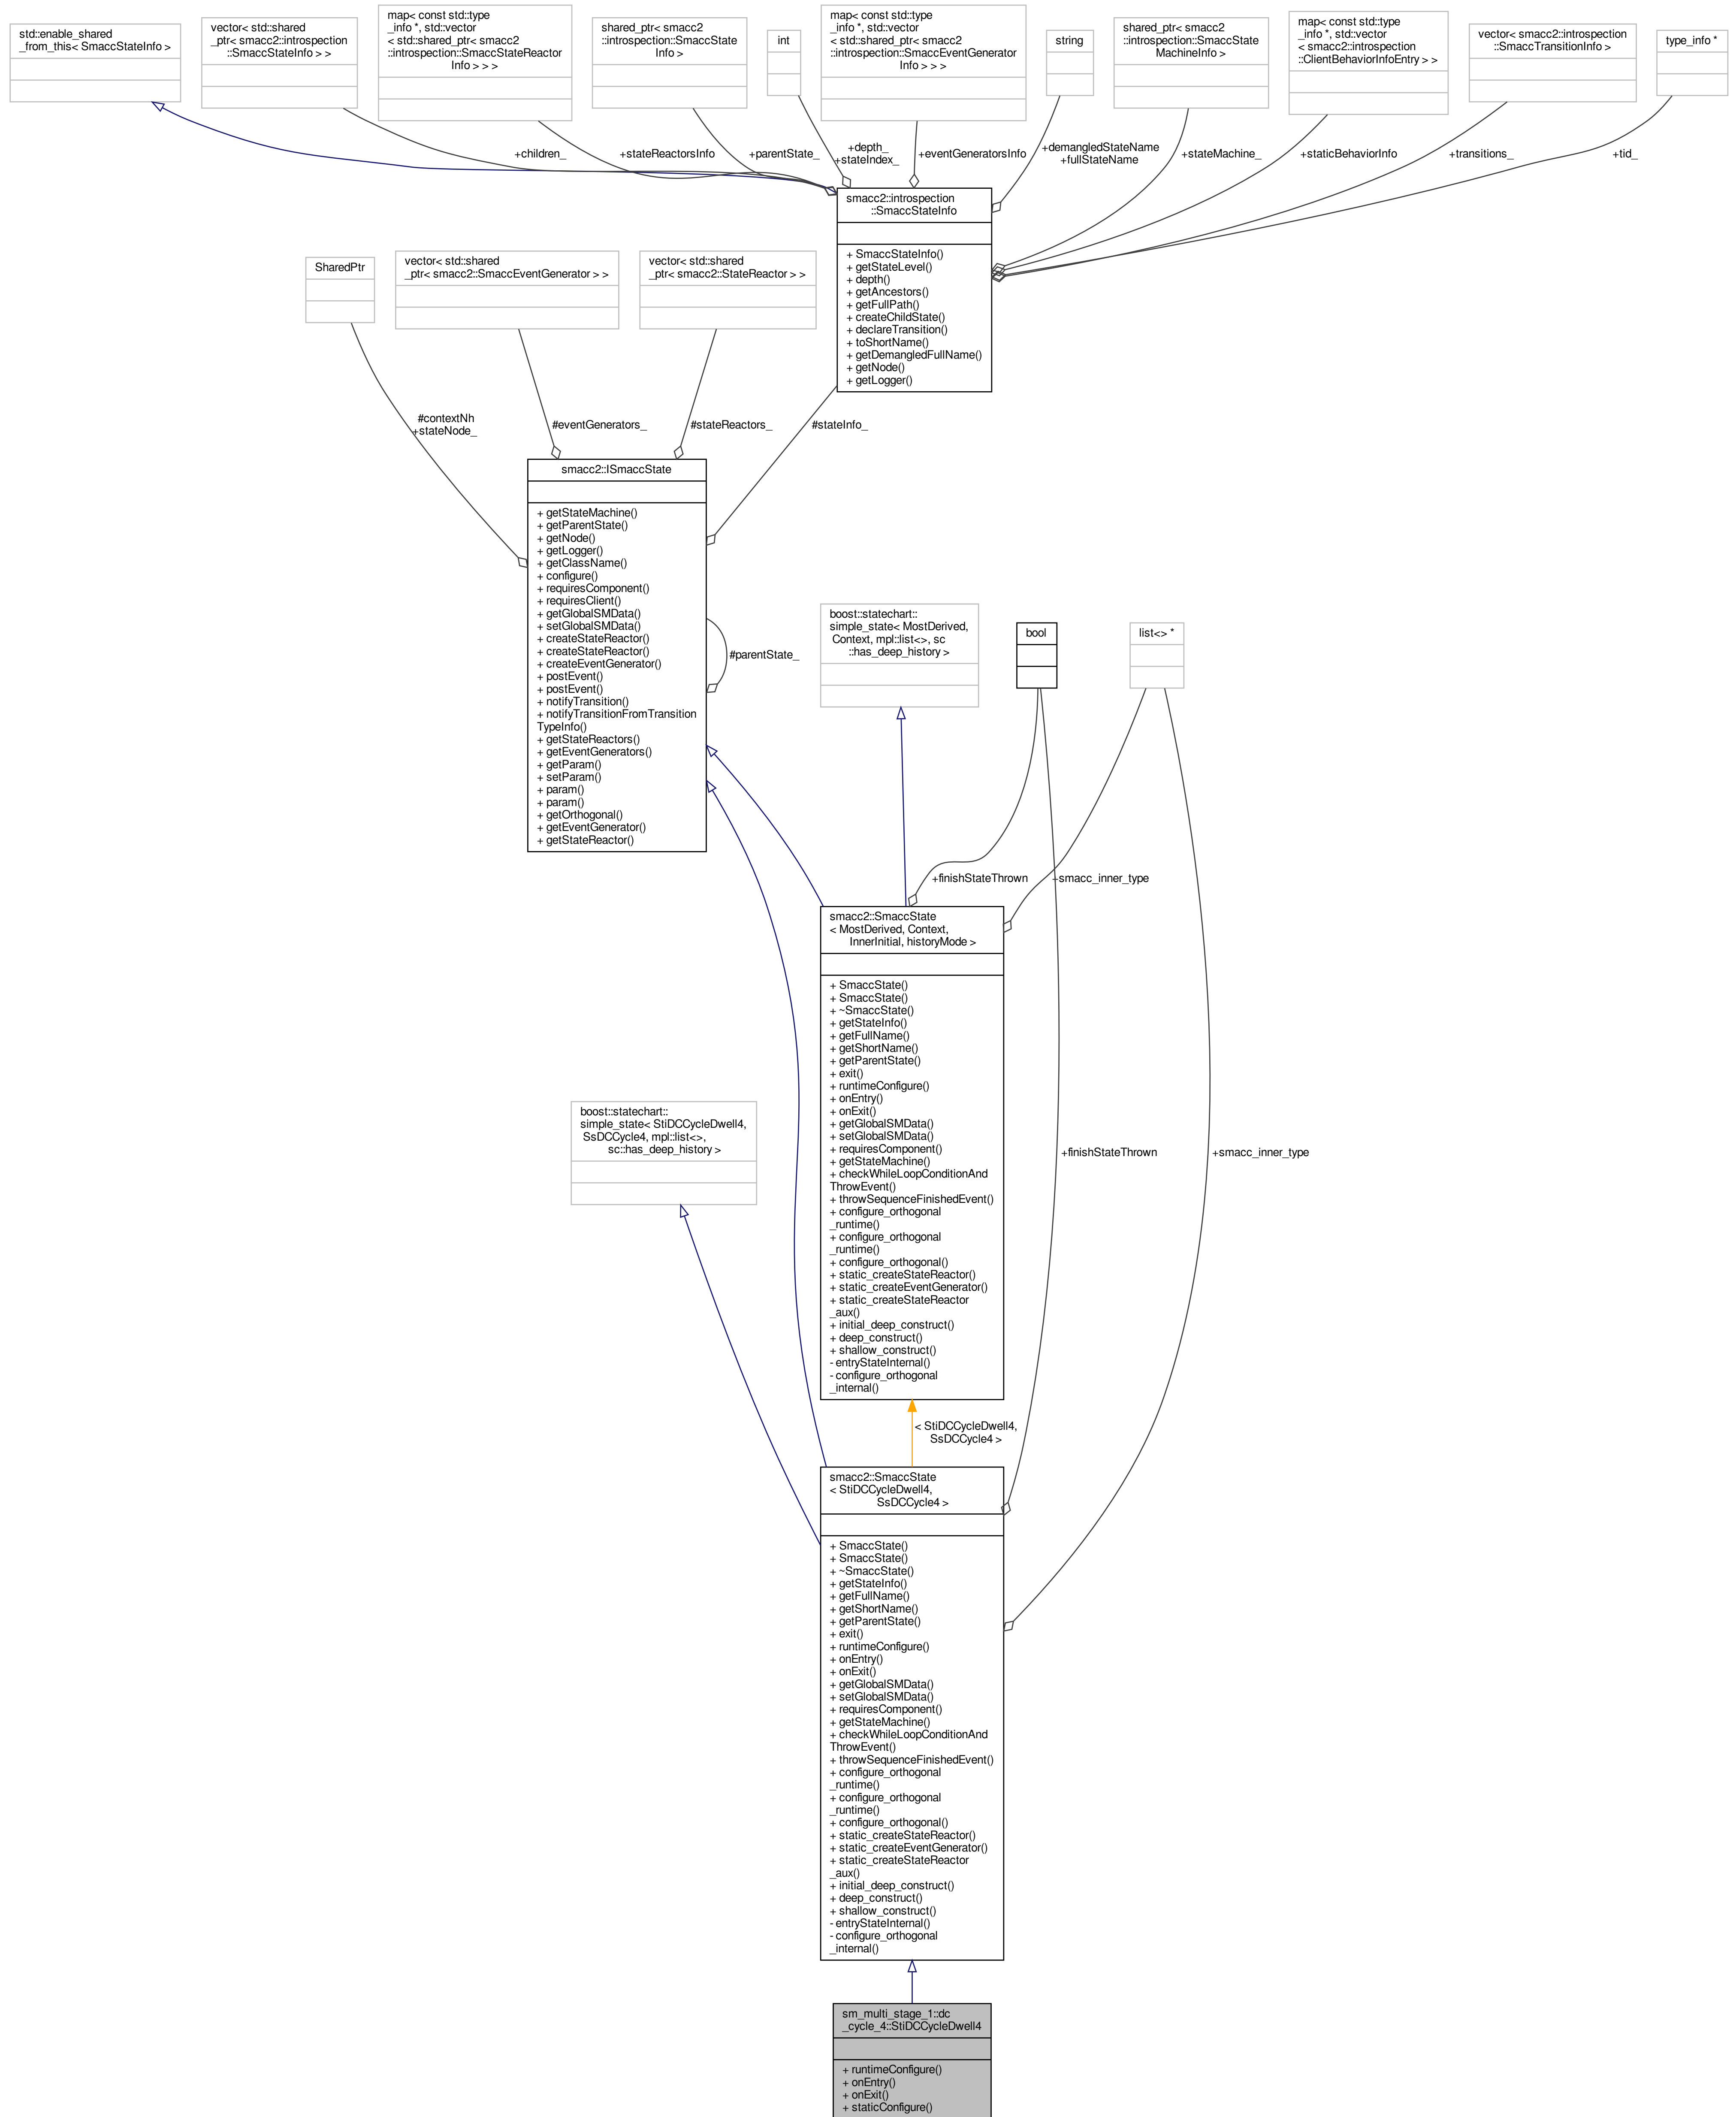 std::enable_shared
_from_this< SmaccStateInfo >
vector< std::shared
_ptr< smacc2::introspection
::SmaccStateInfo > >
map< const std::type
_info *, std::vector
< std::shared_ptr< smacc2
::introspection::SmaccStateReactor
Info > > >
shared_ptr< smacc2
::introspection::SmaccState
Info >
int
map< const std::type
_info *, std::vector
< std::shared_ptr< smacc2
::introspection::SmaccEventGenerator
Info > > >
string
shared_ptr< smacc2
::introspection::SmaccState
MachineInfo >
map< const std::type
_info *, std::vector
< smacc2::introspection
::ClientBehaviorInfoEntry > >
vector< smacc2::introspection
::SmaccTransitionInfo >
type_info *
+children_
+stateReactorsInfo
+parentState_
+depth_
+stateIndex_
+eventGeneratorsInfo
+demangledStateName
+fullStateName
+stateMachine_
+staticBehaviorInfo
+transitions_
+tid_
smacc2::introspection
::SmaccStateInfo
+ SmaccStateInfo()
+ getStateLevel()
+ depth()
+ getAncestors()
+ getFullPath()
+ createChildState()
+ declareTransition()
+ toShortName()
+ getDemangledFullName()
+ getNode()
+ getLogger()
SharedPtr
vector< std::shared
_ptr< smacc2::SmaccEventGenerator > >
vector< std::shared
_ptr< smacc2::StateReactor > >
#contextNh
+stateNode_
#eventGenerators_
#stateReactors_
#stateInfo_
smacc2::ISmaccState
+ getStateMachine()
+ getParentState()
+ getNode()
+ getLogger()
+ getClassName()
+ configure()
+ requiresComponent()
+ requiresClient()
+ getGlobalSMData()
+ setGlobalSMData()
+ createStateReactor()
+ createStateReactor()
+ createEventGenerator()
+ postEvent()
+ postEvent()
+ notifyTransition()
+ notifyTransitionFromTransition
TypeInfo()
+ getStateReactors()
+ getEventGenerators()
+ getParam()
+ setParam()
+ param()
+ param()
+ getOrthogonal()
+ getEventGenerator()
+ getStateReactor()
#parentState_
boost::statechart::
simple_state< MostDerived,
Context, mpl::list<>, sc
::has_deep_history >
bool
list<> *
+finishStateThrown
+smacc_inner_type
smacc2::SmaccState
< MostDerived, Context,
InnerInitial, historyMode >
+ SmaccState()
+ SmaccState()
+ ~SmaccState()
+ getStateInfo()
+ getFullName()
+ getShortName()
+ getParentState()
+ exit()
+ runtimeConfigure()
+ onEntry()
+ onExit()
+ getGlobalSMData()
+ setGlobalSMData()
+ requiresComponent()
+ getStateMachine()
+ checkWhileLoopConditionAnd
ThrowEvent()
+ throwSequenceFinishedEvent()
+ configure_orthogonal
_runtime()
+ configure_orthogonal
_runtime()
+ configure_orthogonal()
+ static_createStateReactor()
+ static_createEventGenerator()
+ static_createStateReactor
_aux()
+ initial_deep_construct()
+ deep_construct()
+ shallow_construct()
- entryStateInternal()
- configure_orthogonal
_internal()
boost::statechart::
simple_state< StiDCCycleDwell4,
SsDCCycle4, mpl::list<>,
sc::has_deep_history >
+finishStateThrown
+smacc_inner_type
< StiDCCycleDwell4,
SsDCCycle4 >
smacc2::SmaccState
< StiDCCycleDwell4,
SsDCCycle4 >
+ SmaccState()
+ SmaccState()
+ ~SmaccState()
+ getStateInfo()
+ getFullName()
+ getShortName()
+ getParentState()
+ exit()
+ runtimeConfigure()
+ onEntry()
+ onExit()
+ getGlobalSMData()
+ setGlobalSMData()
+ requiresComponent()
+ getStateMachine()
+ checkWhileLoopConditionAnd
ThrowEvent()
+ throwSequenceFinishedEvent()
+ configure_orthogonal
_runtime()
+ configure_orthogonal
_runtime()
+ configure_orthogonal()
+ static_createStateReactor()
+ static_createEventGenerator()
+ static_createStateReactor
_aux()
+ initial_deep_construct()
+ deep_construct()
+ shallow_construct()
- entryStateInternal()
- configure_orthogonal
_internal()
sm_multi_stage_1::dc
_cycle_4::StiDCCycleDwell4
+ runtimeConfigure()
+ onEntry()
+ onExit()
+ staticConfigure()